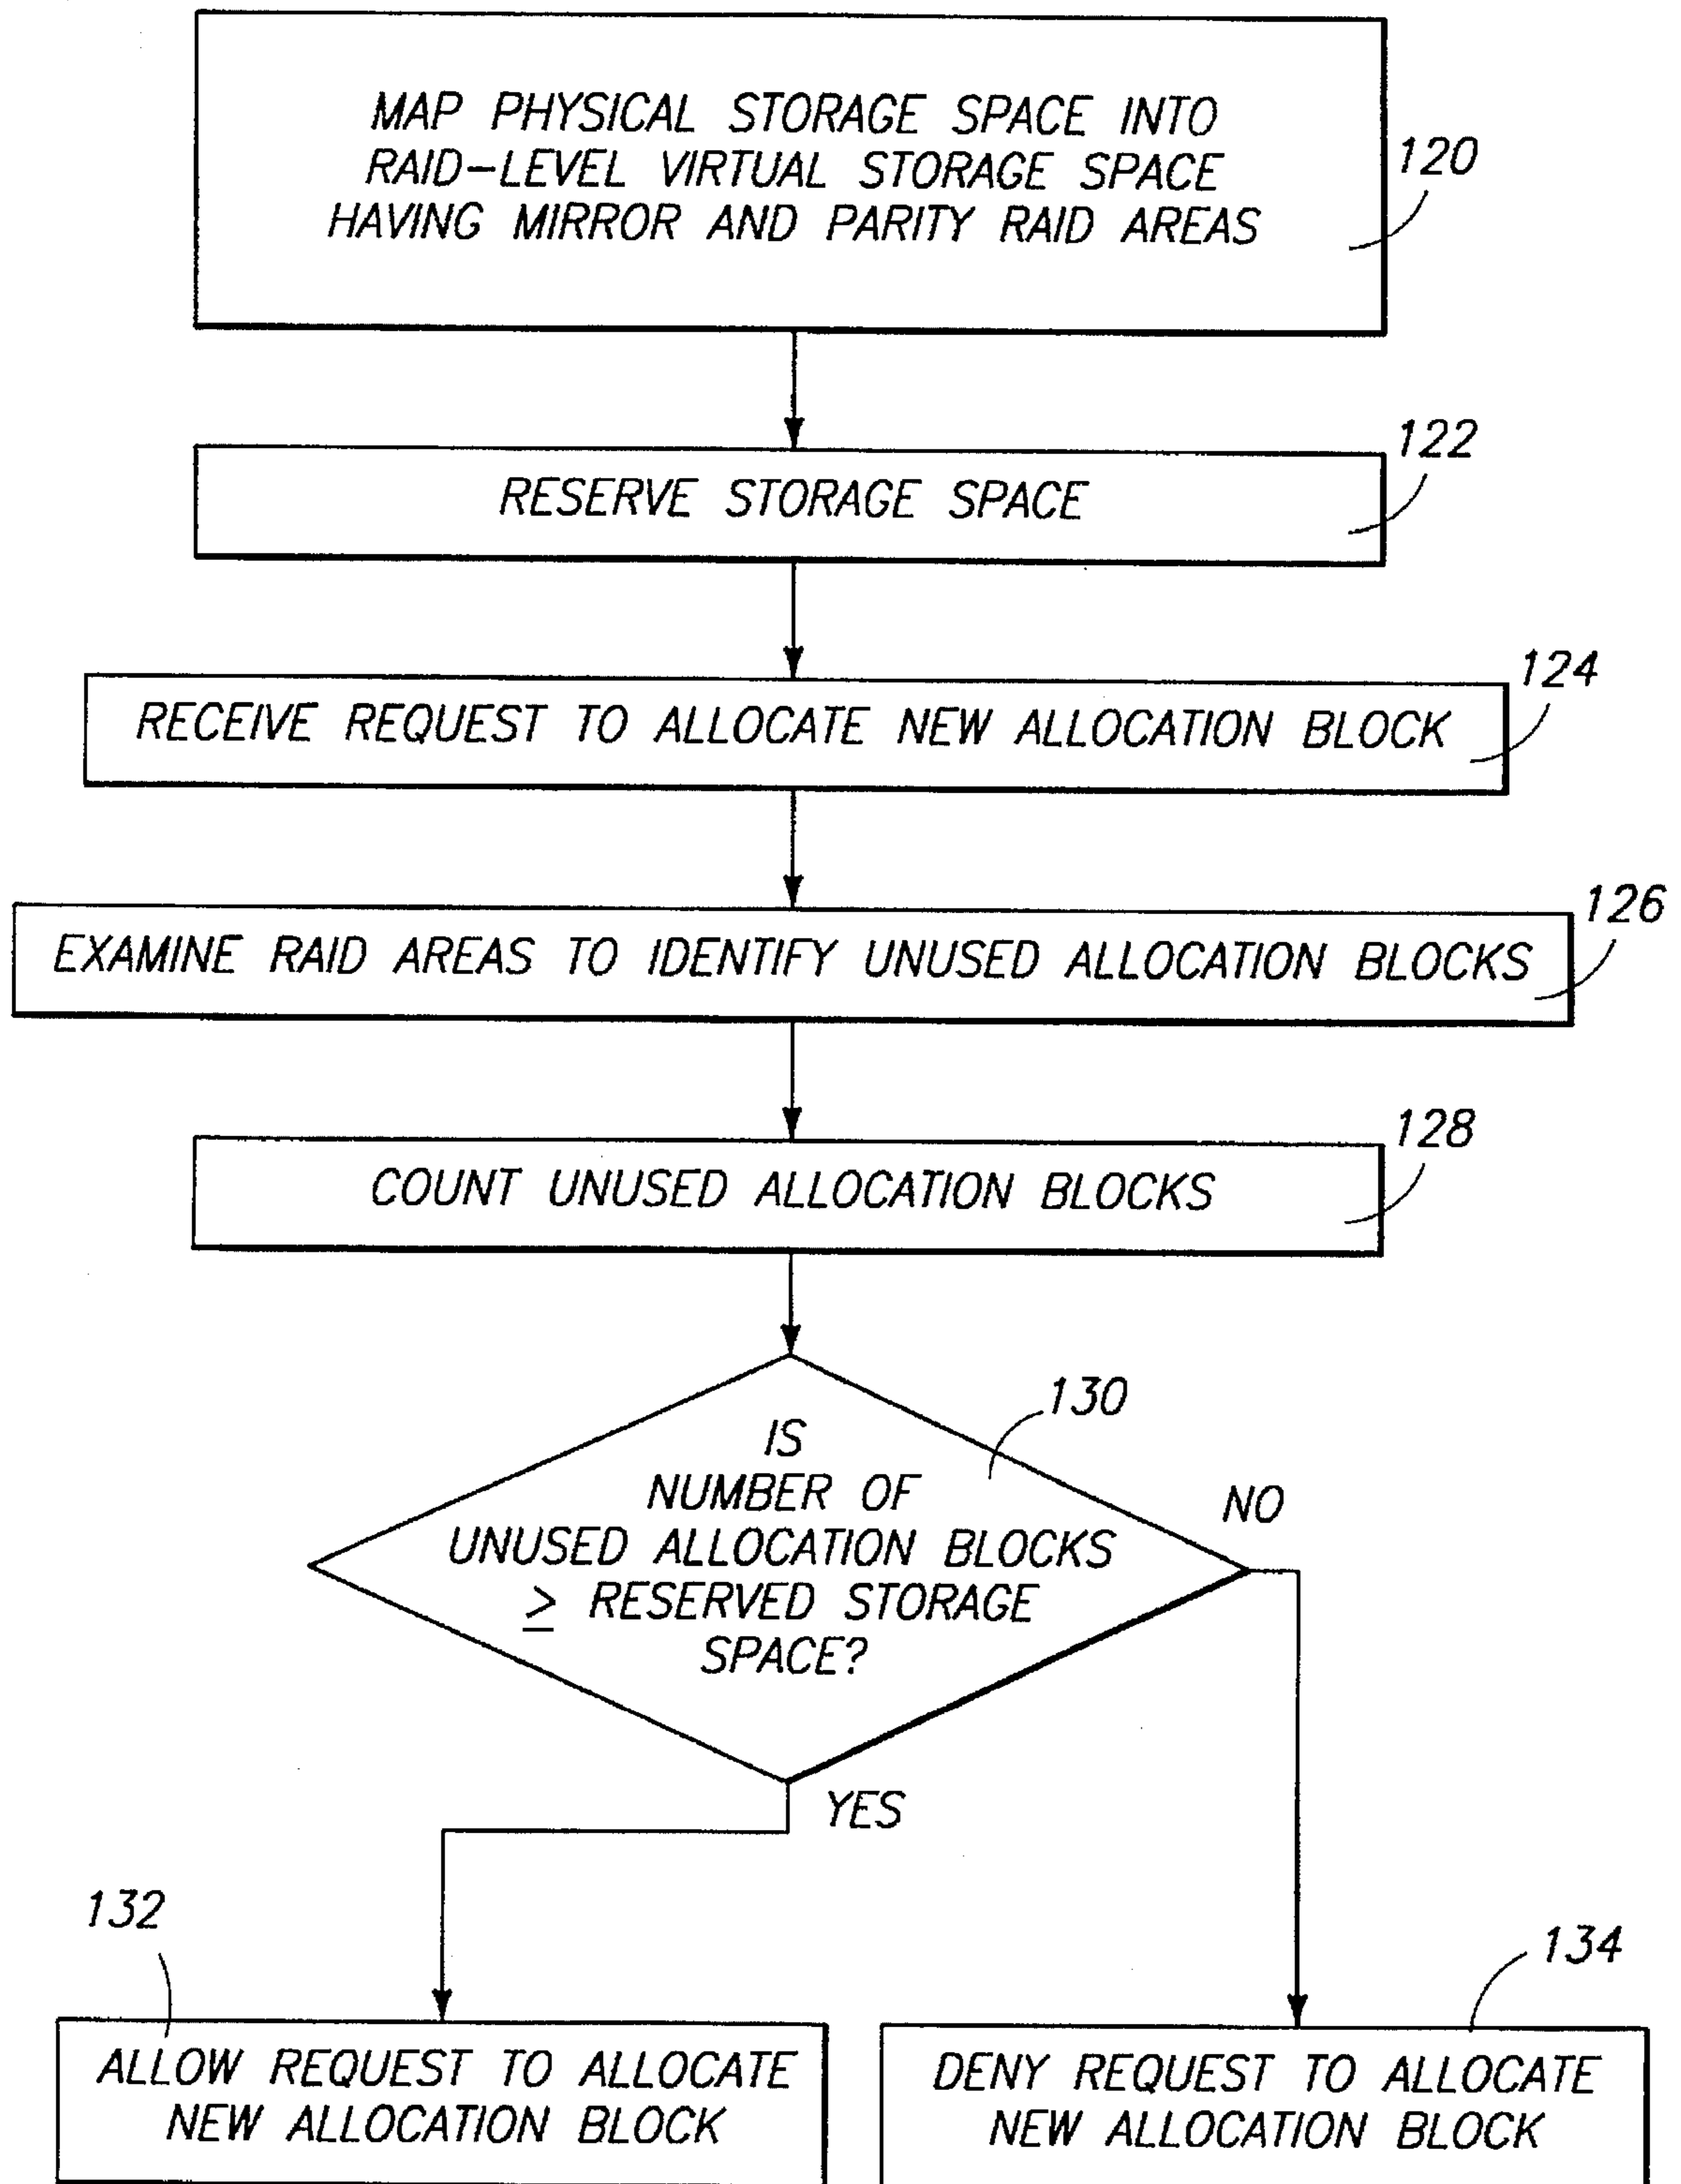 MAP PHYSICAL STORAGE SPACE INTO
RAID-LEVEL VIRTUAL STORAGE SPACE
HAVING MIRROR AND PARITY RAID AREAS
120
122
RESERVE STORAGE SPACE
124
RECEIVE REQUEST TO ALLOCATE NEW ALLOCATION BLOCK
126
EXAMINE RAID AREAS TO IDENTIFY UNUSED ALLOCATION BLOCKS
128
COUNT UNUSED ALLOCATION BLOCKS
130
IS
NUMBER OF
UNUSED ALLOCATION BLOCKS
≥ RESERVED STORAGE
SPACE?
NO
YES
132
ALLOW REQUEST TO ALLOCATE
NEW ALLOCATION BLOCK
134
DENY REQUEST TO ALLOCATE
NEW ALLOCATION BLOCK